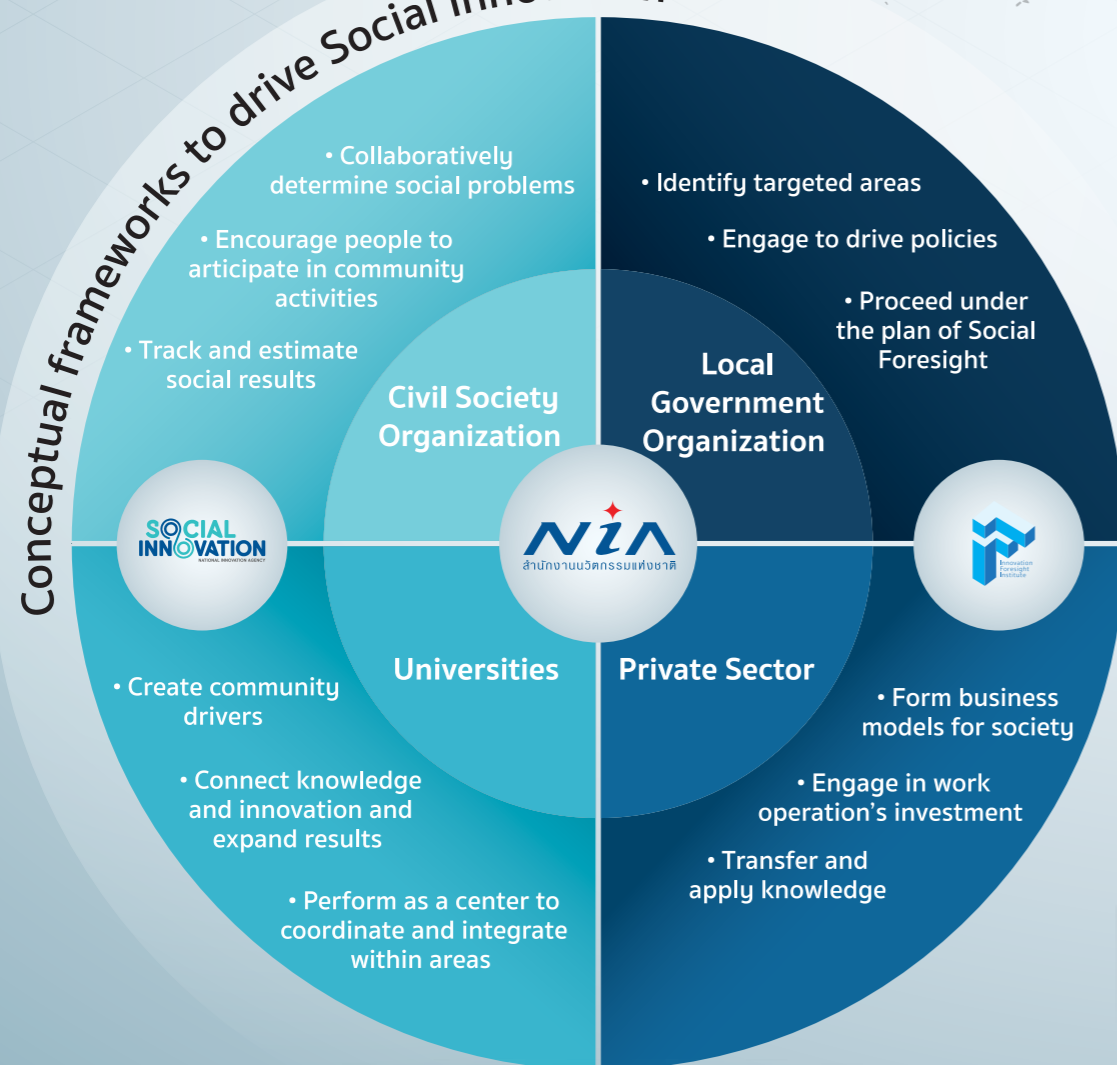 Conceptual frameworks to drive Social
• Collaboratively
determine social problems
• Encourage people to
articipate in community
activities
• Track and estimate
social results
Civil Society
Organization
• Identify targeted areas
• Engage to drive policies
• Proceed under
the plan of Social
Foresight
Local
Government
Organization
SOCIAL
INNOVATION
NATIONAL INNOVATION AGENCY
NiA
สำนักงานนวัตกรรมแห่งชาติ
Innovation
Foresight
Institute
Universities
• Create community
drivers
• Connect knowledge
and innovation and
expand results
• Perform as a center to
coordinate and integrate
within areas
Private Sector
• Form business
models for society
• Engage in work
operation's investment
• Transfer and
apply knowledge